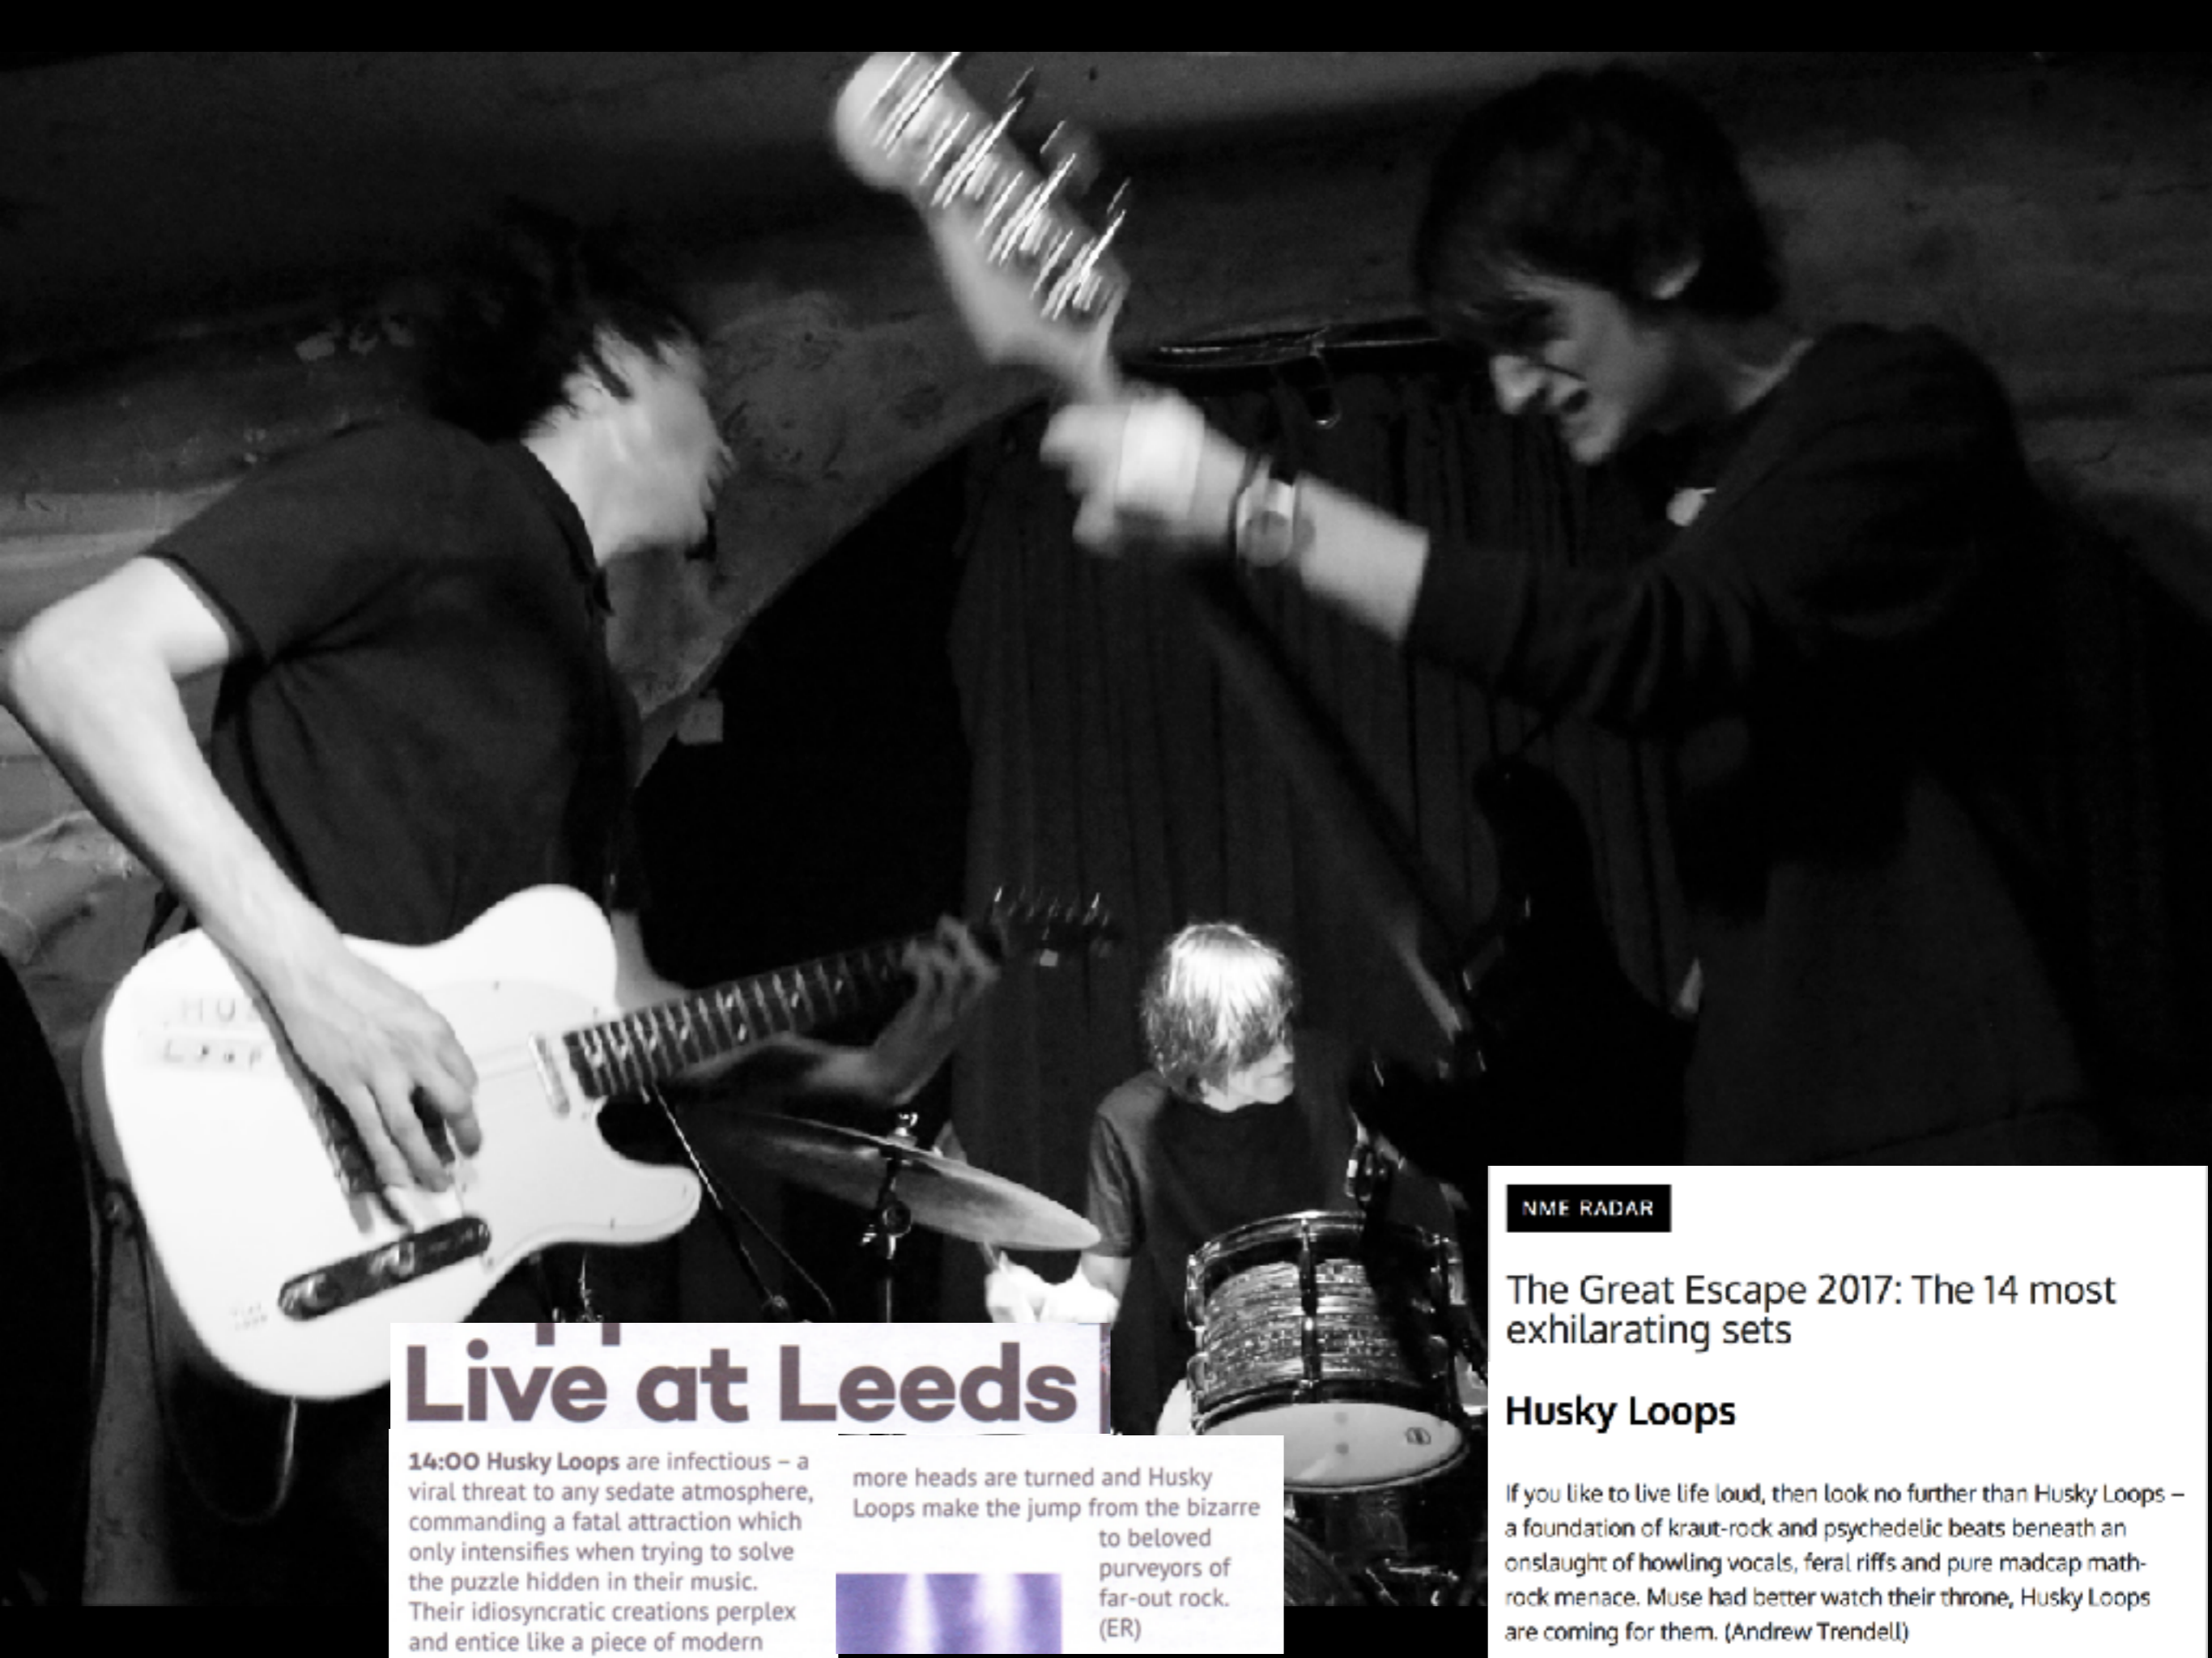 HUS
LOOP
Live at Leeds
14:00 Husky Loops are infectious – a
viral threat to any sedate atmosphere,
commanding a fatal attraction which
only intensifies when trying to solve
the puzzle hidden in their music.
Their idiosyncratic creations perplex
and entice like a piece of modern
more heads are turned and Husky
Loops make the jump from the bizarre
to beloved
purveyors of
far-out rock.
(ER)
NME RADAR
The Great Escape 2017: The 14 most
exhilarating sets
Husky Loops
If you like to live life loud, then look no further than Husky Loops –
a foundation of kraut-rock and psychedelic beats beneath an
onslaught of howling vocals, feral riffs and pure madcap math-
rock menace. Muse had better watch their throne, Husky Loops
are coming for them. (Andrew Trendell)